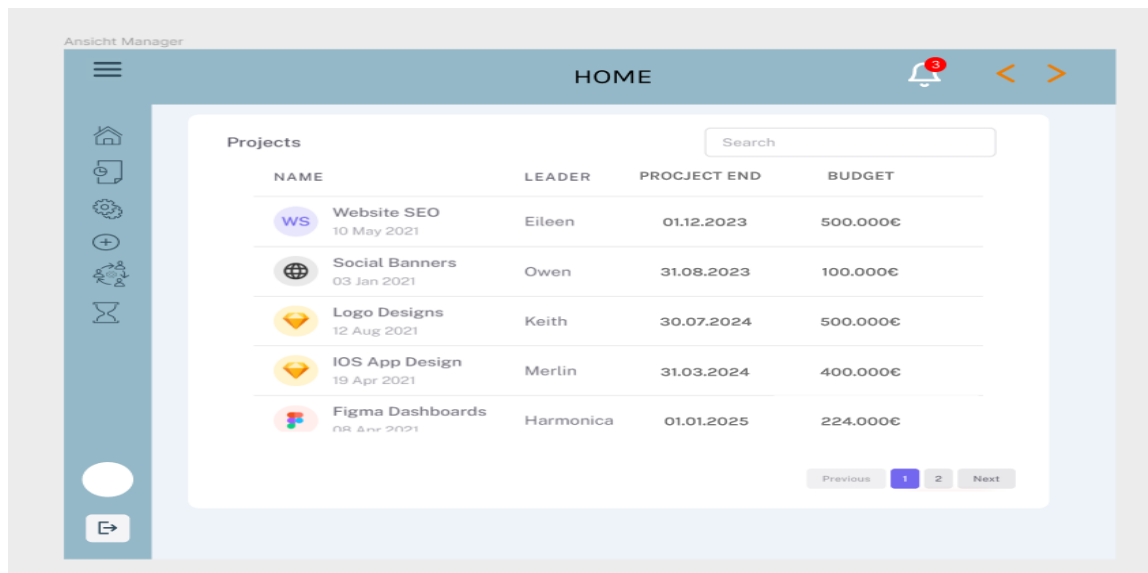 Ansicht Manager
HOME
3
< >
Projects
Search
NAME LEADER PROCJECT END BUDGET
WS Website SEO Eileen 01.12.2023 500.000€
10 May 2021
Social Banners Owen 31.08.2023 100.000€
03 Jan 2021
Logo Designs Keith 30.07.2024 500.000€
12 Aug 2021
IOS App Design Merlin 31.03.2024 400.000€
19 Apr 2021
Figma Dashboards Harmonica 01.01.2025 224.000€
08 Apr 2021
Previous 1 2 Next